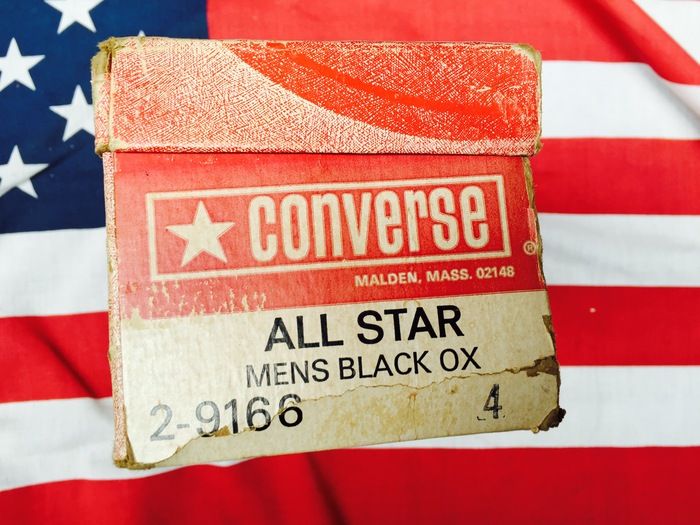 converse ®
MALDEN, MASS. 02148
ALL STAR
MENS BLACK OX
2-9166 4